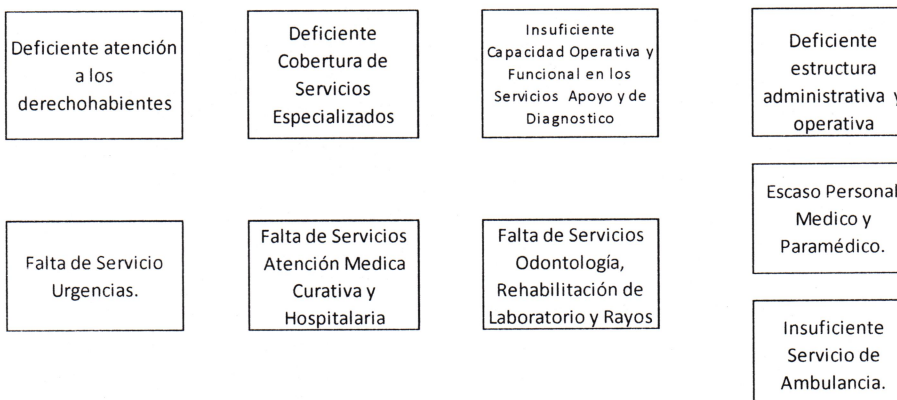 Deficiente atención
a los
derechohabientes
Deficiente
Cobertura de
Servicios
Especializados
Insuficiente
Capacidad Operativa y
Funcional en los
Servicios Apoyo y de
Diagnostico
Deficiente
estructura
administrativa y
operativa
Falta de Servicio
Urgencias.
Falta de Servicios
Atención Medica
Curativa y
Hospitalaria
Falta de Servicios
Odontología,
Rehabilitación de
Laboratorio y Rayos
Escaso Personal
Medico y
Paramédico.
Insuficiente
Servicio de
Ambulancia.